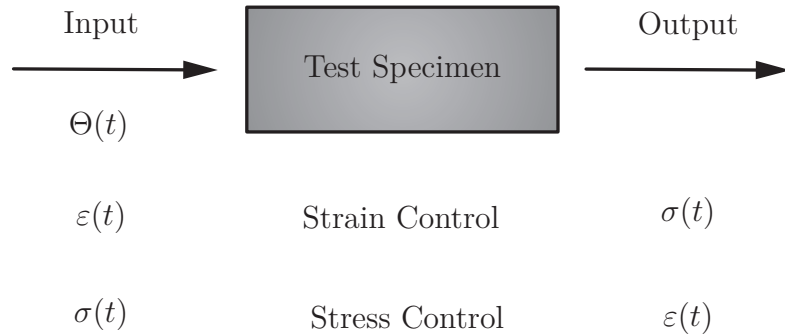 Input Output
Test Specimen
Θ(t)
ε(t) Strain Control σ(t)
σ(t) Stress Control ε(t)